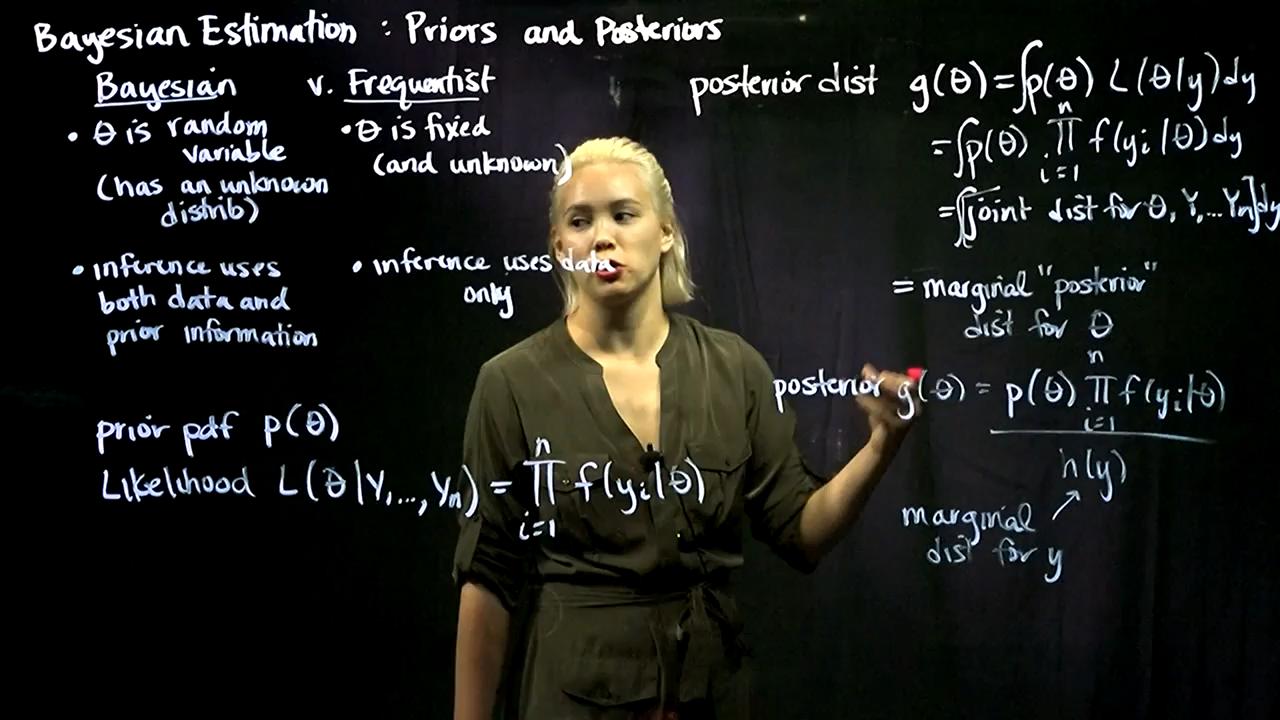 Bayesian Estimation : Priors and Posteriors
Bayesian v. Frequentist
• θ is random variable
(has an unknown distrib)
• θ is fixed
(and unknown)
• inference uses
both data and
prior information
• inference uses data
only
prior pdf p(θ)
Likelihood L(θ|Y₁,...,Yₙ) = ∏ⁿᵢ₌₁ f(yᵢ|θ)
posterior dist g(θ) = ∫p(θ) L(θ|y)dy
= ∫p(θ) ∏ⁿᵢ₌₁ f(yᵢ|θ)dy
= ∫[joint dist for θ, Y₁...Yₙ]dy
= marginal "posterior"
dist for θ
posterior g(θ) = p(θ) ∏ⁿᵢ₌₁ f(yᵢ|θ)
h(y)
marginal
dist for y